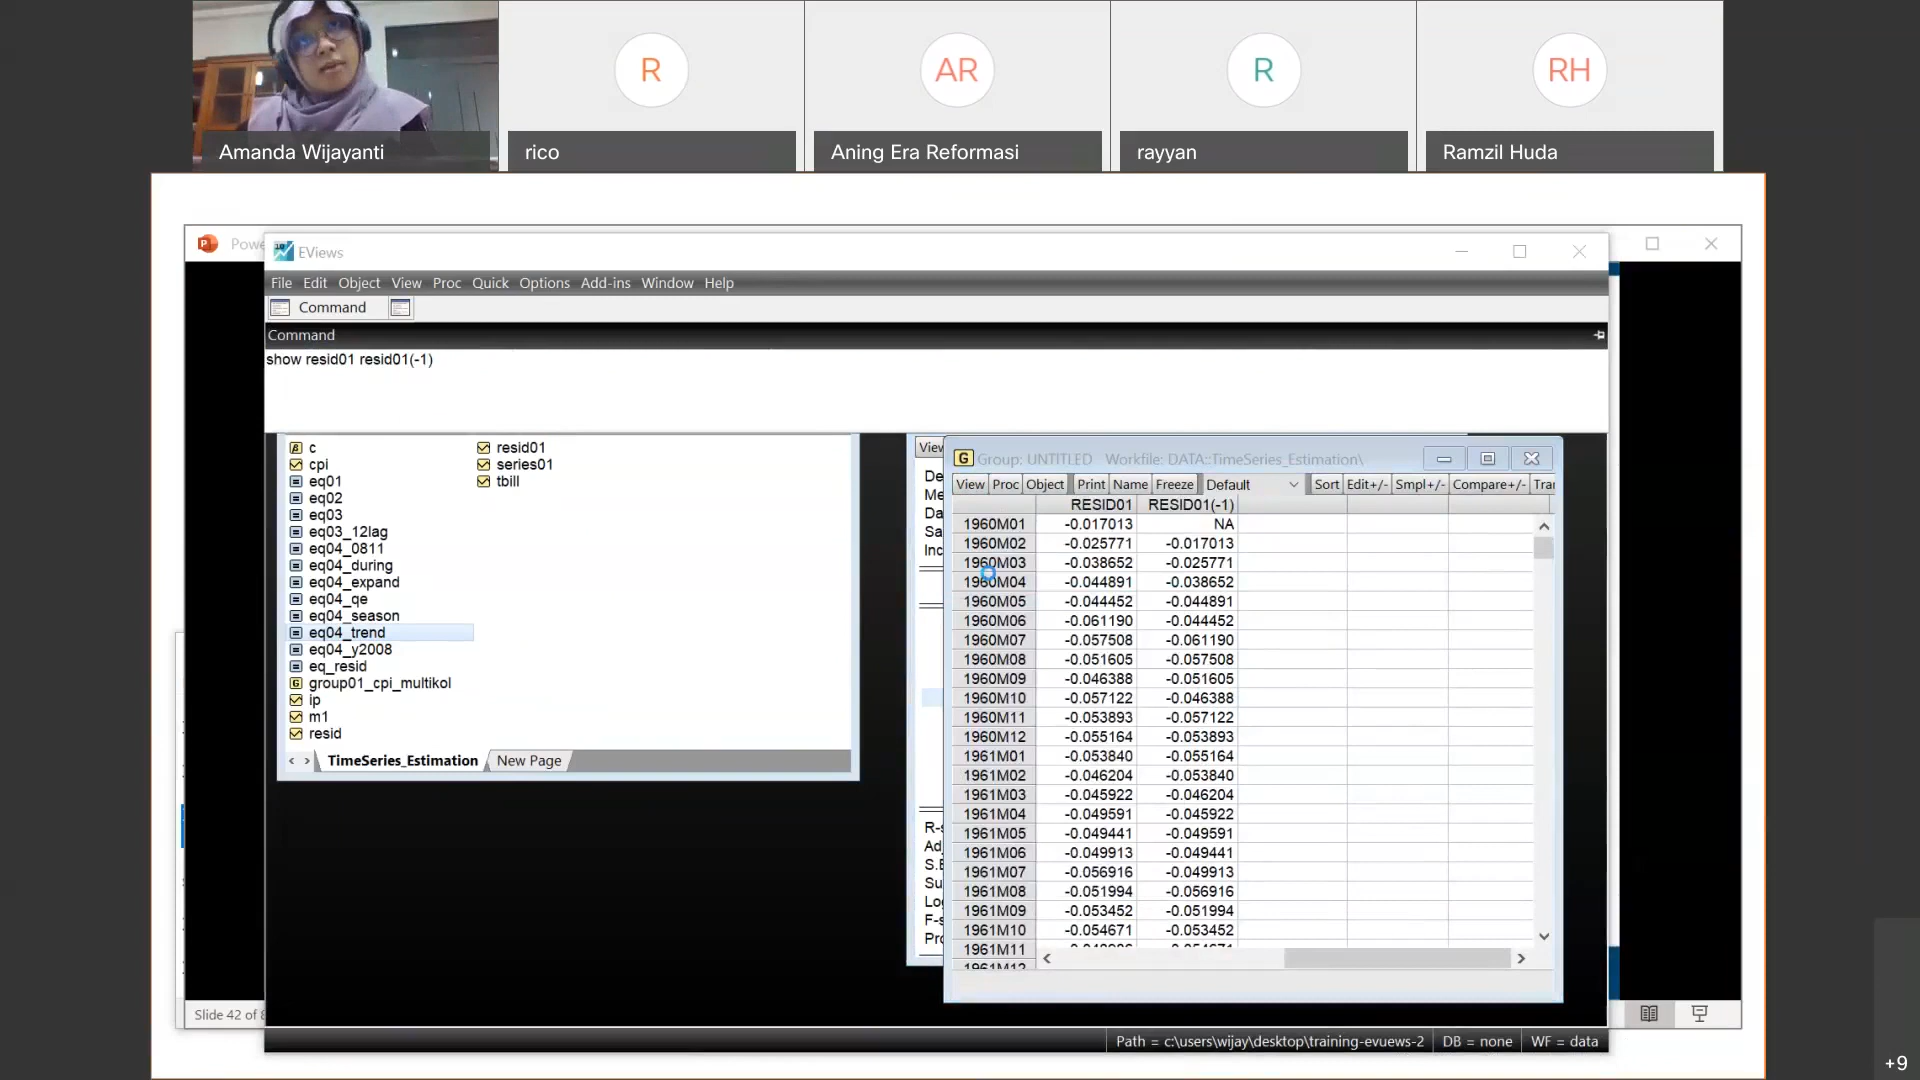 R
AR
R
RH
Amanda Wijayanti
rico
Aning Era Reformasi
rayyan
Ramzil Huda
EViews
File Edit Object View Proc Quick Options Add-ins Window Help
Command
Command
show resid01 resid01(-1)
c
cpi
eq01
eq02
eq03
eq03_12lag
eq04_0811
eq04_during
eq04_expand
eq04_qe
eq04_season
eq04_trend
eq04_y2008
eq_resid
group01_cpi_multikol
ip
m1
resid
resid01
series01
tbill
TimeSeries_Estimation New Page
Group: UNTITLED Workfile: DATA::TimeSeries_Estimation\
View Proc Object Print Name Freeze Default Sort Edit+/- Smpl+/- Compare+/-
RESID01 RESID01(-1)
1960M01 -0.017013 NA
1960M02 -0.025771 -0.017013
1960M03 -0.038652 -0.025771
1960M04 -0.044891 -0.038652
1960M05 -0.044452 -0.044891
1960M06 -0.061190 -0.044452
1960M07 -0.057508 -0.061190
1960M08 -0.051605 -0.057508
1960M09 -0.046388 -0.051605
1960M10 -0.057122 -0.046388
1960M11 -0.053893 -0.057122
1960M12 -0.055164 -0.053893
1961M01 -0.053840 -0.055164
1961M02 -0.046204 -0.053840
1961M03 -0.045922 -0.046204
1961M04 -0.049591 -0.045922
1961M05 -0.049441 -0.049591
1961M06 -0.049913 -0.049441
1961M07 -0.056916 -0.049913
1961M08 -0.051994 -0.056916
1961M09 -0.053452 -0.051994
1961M10 -0.054671 -0.053452
1961M11
1961M12
Slide 42 of
Path = c:\users\wijay\desktop\training-evuews-2 DB = none WF = data
+9